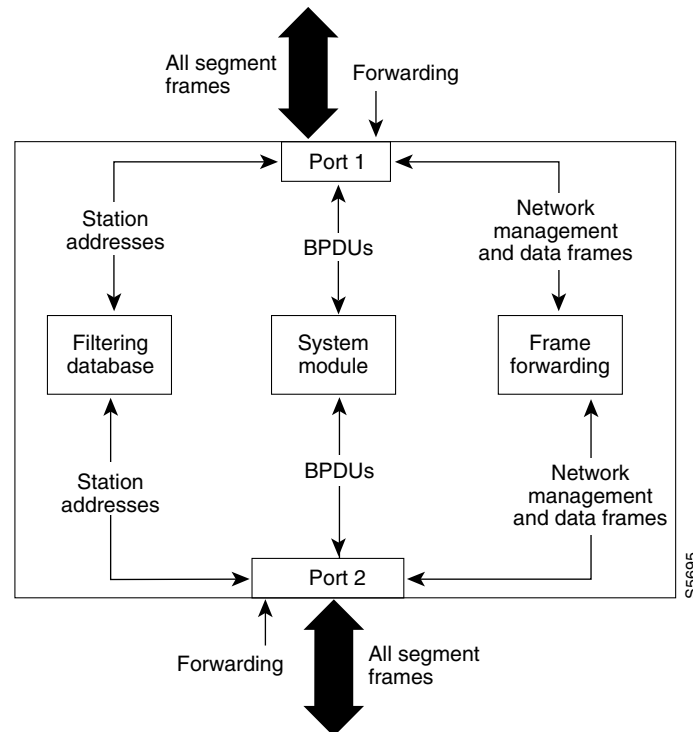 All segment
frames
Forwarding
Port 1
Station
addresses
BPDUs
Network
management
and data frames
Filtering
database
System
module
Frame
forwarding
Station
addresses
BPDUs
Network
management
and data frames
Port 2
S5695
Forwarding
All segment
frames